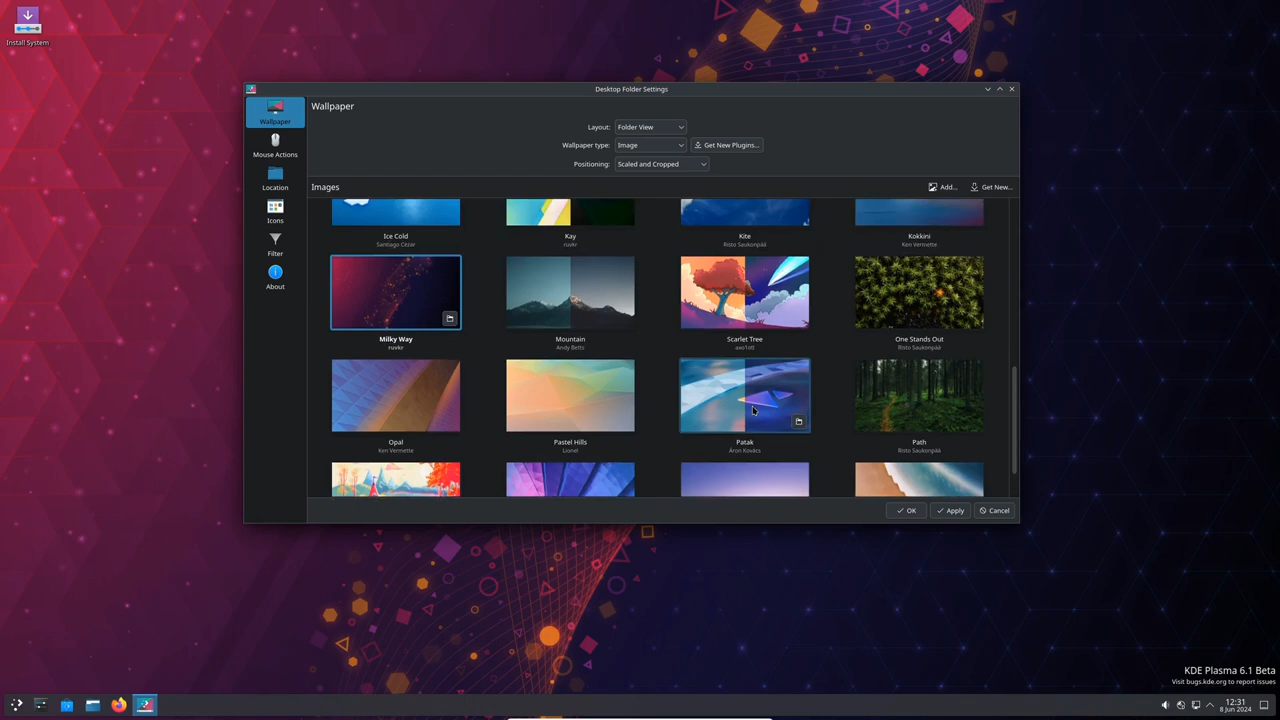 Install System
Desktop Folder Settings
Wallpaper
Mouse Actions
Location
Icons
Filter
About
Wallpaper
Layout: Folder View
Wallpaper type: Image Get New Plugins...
Positioning: Scaled and Cropped
Images Add... Get New...
Ice Cold Kay Kite Kokkini
Santiago Cézar ruvkr Risto Saukonpää Ken Vermette
Milky Way Mountain Scarlet Tree One Stands Out
ruvkr Andy Betts axo1otl Risto Saukonpää
Opal Pastel Hills Patak Path
Ken Vermette Lionel Áron Kovács Risto Saukonpää
OK Apply Cancel
KDE Plasma 6.1 Beta
Visit bugs.kde.org to report issues
12:31
8 Jun 2024